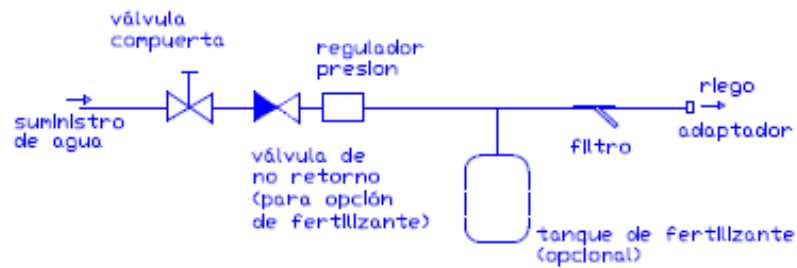 válvula
compuerta
regulador
presion
suministro
de agua
válvula de
no retorno
(para opción
de fertilizante)
tanque de fertilizante
(opcional)
filtro
riego
adaptador